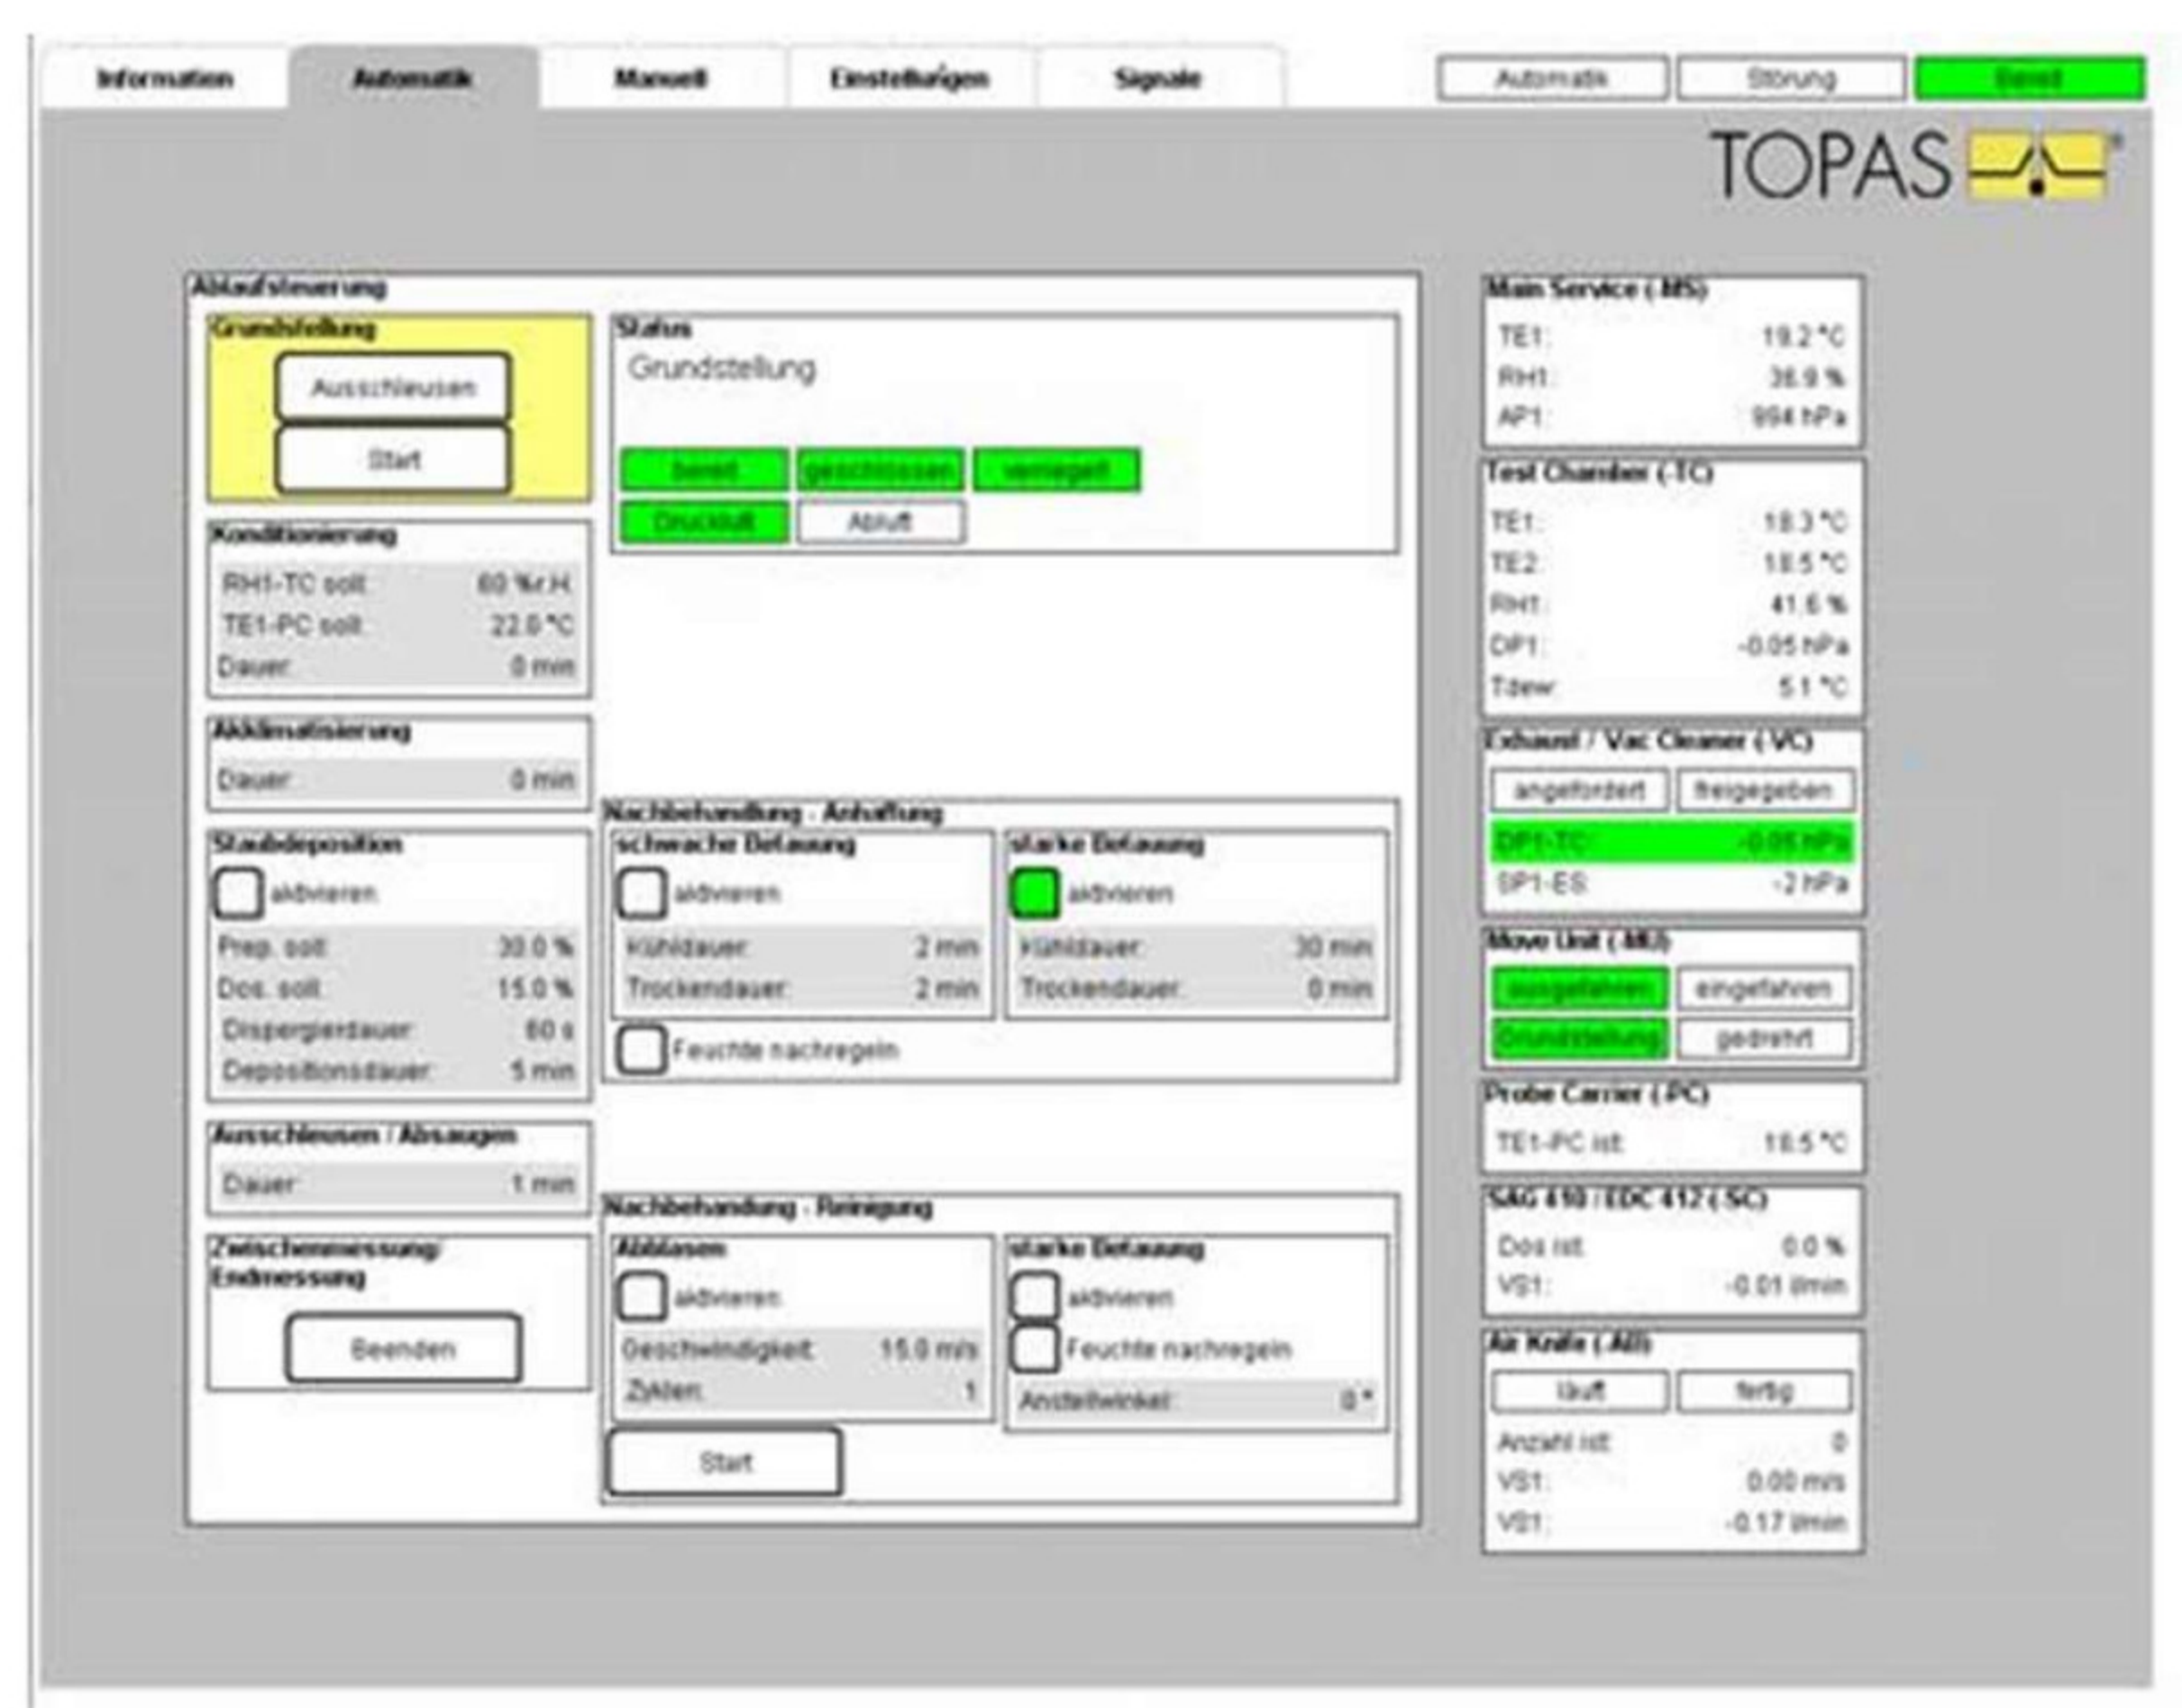 Information Automatik Manuell Einstellungen Signale Automatik Störung Bereit
TOPAS
Ablaufsteuerung
Grundstellung
Ausschleusen
Start
Status
Grundstellung
bereit geschlossen verriegelt
Druckluft Abluft
Konditionierung
RH1-TC soll: 60 %r.H.
TE1-PC soll: 22.0 °C
Dauer: 0 min
Akklimatisierung
Dauer: 0 min
Staubdeposition
aktivieren
Prep. soll: 30.0 %
Dos. soll: 15.0 %
Dispergierdauer: 60 s
Depositionsdauer: 5 min
Ausschleusen / Absaugen
Dauer: 1 min
Zwischenmessung/
Endmessung
Beenden
Nachbehandlung - Anhaftung
schwache Betauung
aktivieren
Kühldauer: 2 min
Trockendauer: 2 min
starke Betauung
aktivieren
Kühldauer: 30 min
Trockendauer: 0 min
Feuchte nachregeln
Nachbehandung - Reinigung
Abblasen
aktivieren
Geschwindigkeit: 15.0 m/s
Zyklen: 1
starke Betauung
aktivieren
Feuchte nachregeln
Anstellwinkel: 0 °
Start
Main Service (-MS)
TE1: 19.2 °C
RH1: 36.9 %
AP1: 994 hPa
Test Chamber (-TC)
TE1: 18.3 °C
TE2: 18.5 °C
RH1: 41.6 %
DP1: -0.05 hPa
Tdew: 5.1 °C
Exhaust / Vac Cleaner (-VC)
angefordert freigegeben
DP1-TC: -0.05 hPa
SP1-ES: -2 hPa
Move Unit (-MU)
ausgefahren eingefahren
Grundstellung gedreht
Probe Carrier (-PC)
TE1-PC ist: 18.5 °C
SAG 410 / EDC 412 (-SC)
Dos ist: 0.0 %
VS1: -0.01 l/min
Air Knife (-AB)
läuft fertig
Anzahl ist: 0
VS1: 0.00 m/s
VS1: -0.17 l/min